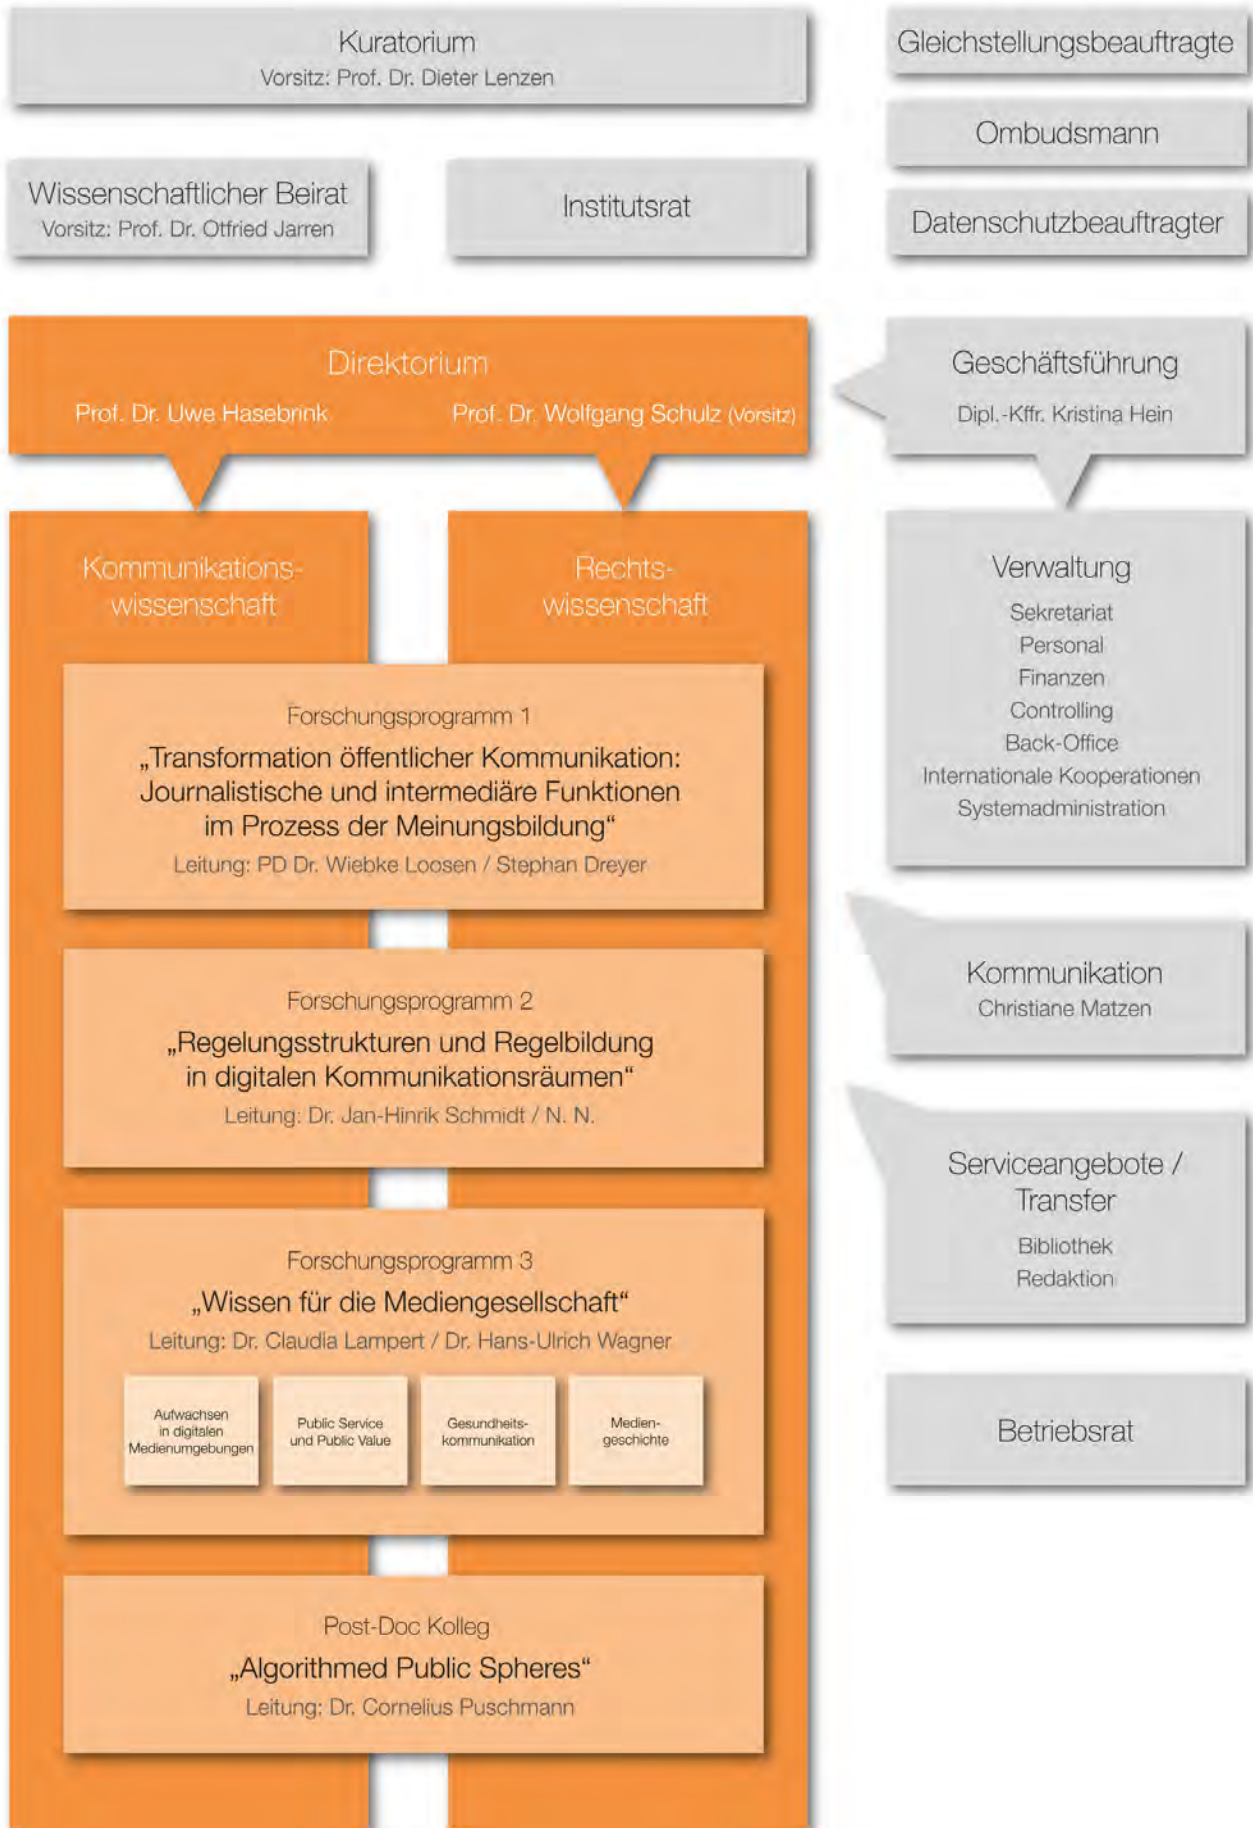 Kuratorium
Vorsitz: Prof. Dr. Dieter Lenzen
Wissenschaftlicher Beirat
Vorsitz: Prof. Dr. Otfried Jarren
Institutsrat
Gleichstellungsbeauftragte
Ombudsmann
Datenschutzbeauftragter
Direktorium
Prof. Dr. Uwe Hasebrink
Prof. Dr. Wolfgang Schulz (Vorsitz)
Geschäftsführung
Dipl.-Kffr. Kristina Hein
Kommunikations-
wissenschaft
Rechts-
wissenschaft
Forschungsprogramm 1
„Transformation öffentlicher Kommunikation:
Journalistische und intermediäre Funktionen
im Prozess der Meinungsbildung“
Leitung: PD Dr. Wiebke Loosen / Stephan Dreyer
Forschungsprogramm 2
„Regelungsstrukturen und Regelbildung
in digitalen Kommunikationsräumen“
Leitung: Dr. Jan-Hinrik Schmidt / N. N.
Forschungsprogramm 3
„Wissen für die Mediengesellschaft“
Leitung: Dr. Claudia Lampert / Dr. Hans-Ulrich Wagner
Aufwachsen
in digitalen
Medienumgebungen
Public Service
und Public Value
Gesundheits-
kommunikation
Medien-
geschichte
Post-Doc Kolleg
„Algorithmed Public Spheres“
Leitung: Dr. Cornelius Puschmann
Verwaltung
Sekretariat
Personal
Finanzen
Controlling
Back-Office
Internationale Kooperationen
Systemadministration
Kommunikation
Christiane Matzen
Serviceangebote /
Transfer
Bibliothek
Redaktion
Betriebsrat